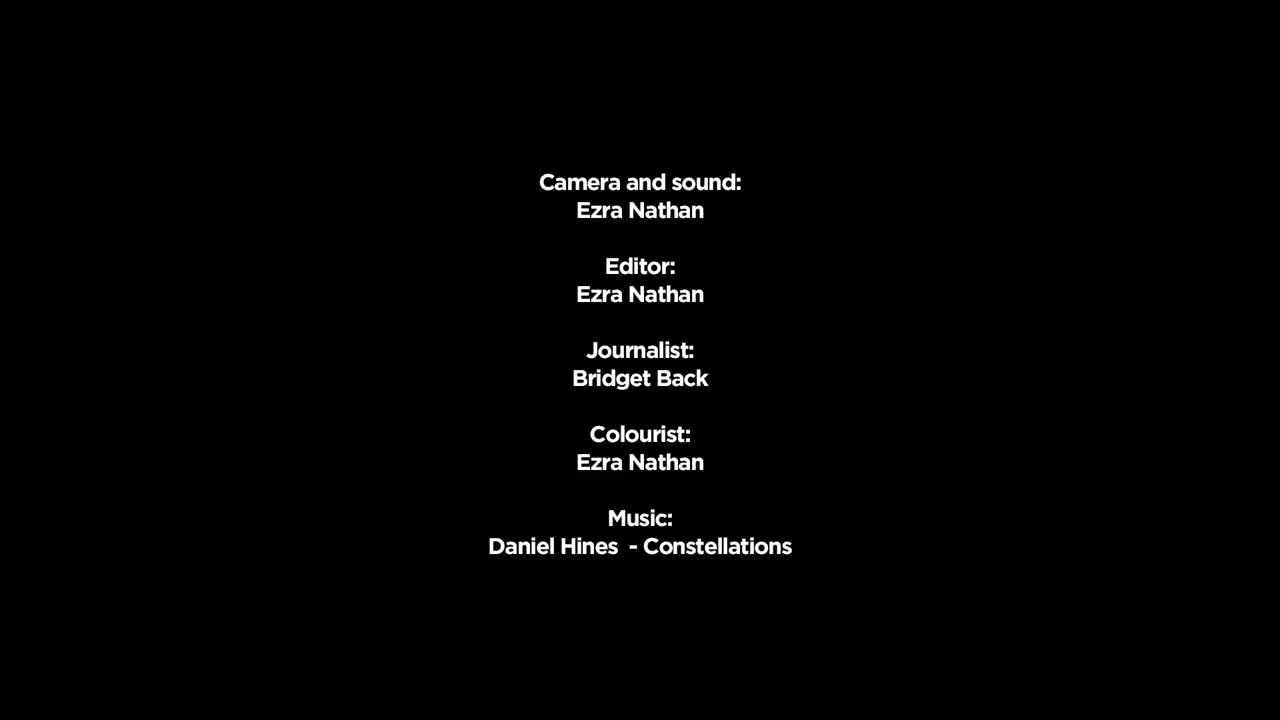 Camera and sound:
Ezra Nathan
Editor:
Ezra Nathan
Journalist:
Bridget Back
Colourist:
Ezra Nathan
Music:
Daniel Hines  - Constellations